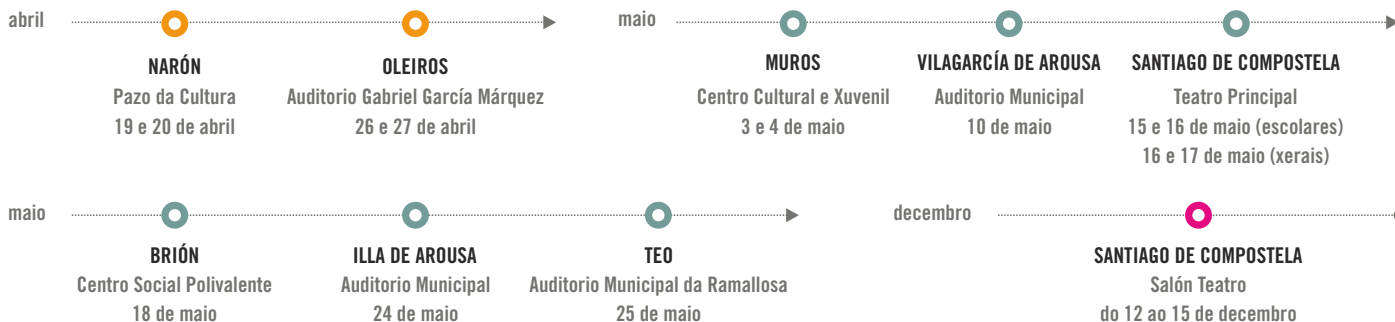 abril
NARÓN
Pazo da Cultura
19 e 20 de abril
OLEIROS
Auditorio Gabriel García Márquez
26 e 27 de abril
maio
MUROS
Centro Cultural e Xuvenil
3 e 4 de maio
VILAGARCÍA DE AROUSA
Auditorio Municipal
10 de maio
SANTIAGO DE COMPOSTELA
Teatro Principal
15 e 16 de maio (escolares)
16 e 17 de maio (xerais)
maio
BRIÓN
Centro Social Polivalente
18 de maio
ILLA DE AROUSA
Auditorio Municipal
24 de maio
TEO
Auditorio Municipal da Ramallosa
25 de maio
decembro
SANTIAGO DE COMPOSTELA
Salón Teatro
do 12 ao 15 de decembro